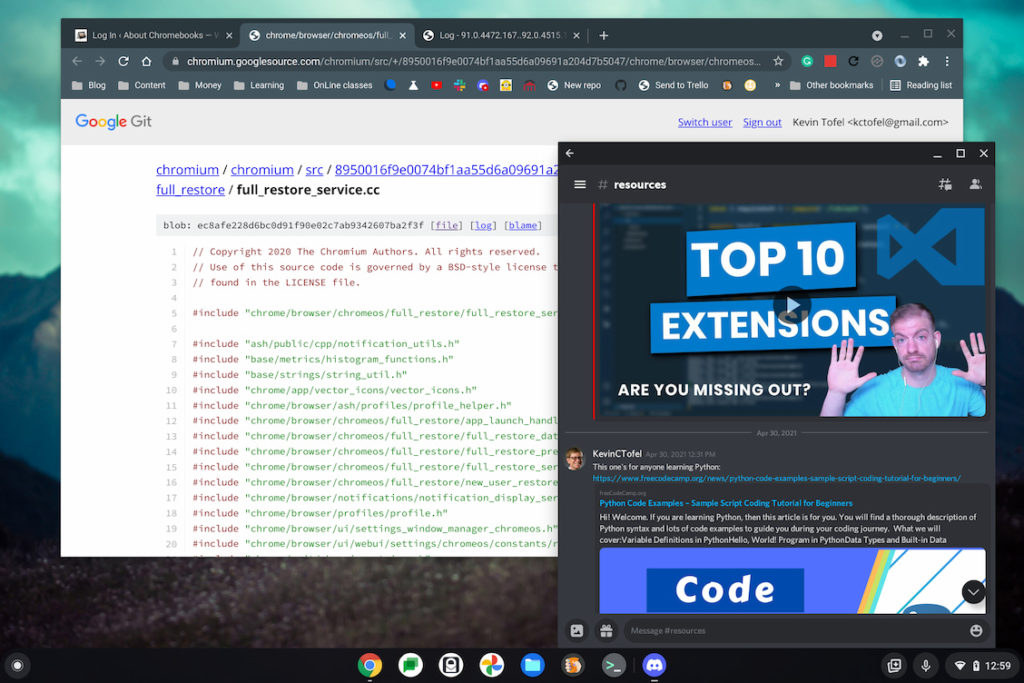 Log In ‹ About Chromebooks — W
chrome/browser/chromeos/full_
Log - 91.0.4472.167..92.0.4515.1
chromium.googlesource.com/chromium/src/+/8950016f9e0074bf1aa55d6a09691a204d7b5047/chrome/browser/chromeos...
Blog Content Money Learning OnLine classes New repo Send to Trello » Other bookmarks Reading list
Google Git
Switch user Sign out Kevin Tofel <kctofel@gmail.com>
chromium / chromium / src / 8950016f9e0074bf1aa55d6a09691a2
full_restore / full_restore_service.cc
blob: ec8afe228d6bc0d91f90e02c7ab9342607ba2f3f [file] [log] [blame]
1 // Copyright 2020 The Chromium Authors. All rights reserved.
2 // Use of this source code is governed by a BSD-style license t
3 // found in the LICENSE file.
4
5 #include "chrome/browser/chromeos/full_restore/full_restore_ser
6
7 #include "ash/public/cpp/notification_utils.h"
8 #include "base/metrics/histogram_functions.h"
9 #include "base/strings/string_util.h"
10 #include "chrome/app/vector_icons/vector_icons.h"
11 #include "chrome/browser/ash/profiles/profile_helper.h"
12 #include "chrome/browser/chromeos/full_restore/app_launch_handl
13 #include "chrome/browser/chromeos/full_restore/full_restore_dat
14 #include "chrome/browser/chromeos/full_restore/full_restore_pre
15 #include "chrome/browser/chromeos/full_restore/full_restore_ser
16 #include "chrome/browser/chromeos/full_restore/new_user_restore
17 #include "chrome/browser/notifications/notification_display_ser
18 #include "chrome/browser/profiles/profile.h"
19 #include "chrome/browser/ui/settings_window_manager_chromeos.h"
20 #include "chrome/browser/ui/webui/settings/chromeos/constants/r
# resources
TOP 10
EXTENSIONS
ARE YOU MISSING OUT?
Apr 30, 2021
KevinCTofel Apr 30, 2021 12:31 PM
This one's for anyone learning Python:
https://www.freecodecamp.org/news/python-code-examples-sample-script-coding-tutorial-for-beginners/
freeCodeCamp.org
Python Code Examples – Sample Script Coding Tutorial for Beginners
Hi! Welcome. If you are learning Python, then this article is for you. You will find a thorough description of
Python syntax and lots of code examples to guide you during your coding journey. What we will
cover:Variable Definitions in PythonHello, World! Program in PythonData Types and Built-in Data
Code
Message #resources
12:59